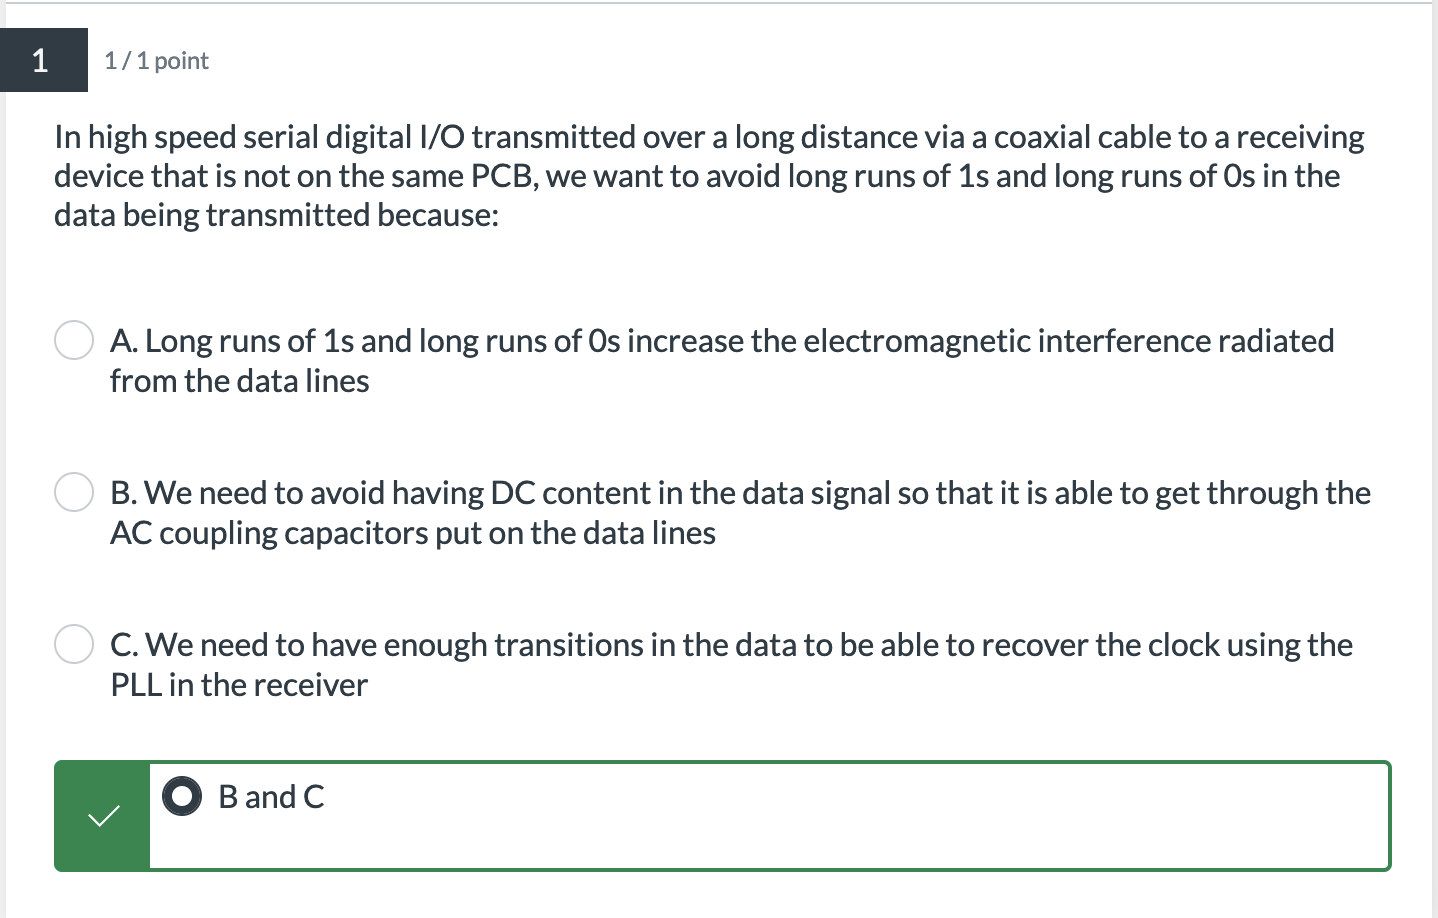 1
1 / 1 point
In high speed serial digital I/O transmitted over a long distance via a coaxial cable to a receiving
device that is not on the same PCB, we want to avoid long runs of 1s and long runs of 0s in the
data being transmitted because:
A. Long runs of 1s and long runs of 0s increase the electromagnetic interference radiated
from the data lines
B. We need to avoid having DC content in the data signal so that it is able to get through the
AC coupling capacitors put on the data lines
C. We need to have enough transitions in the data to be able to recover the clock using the
PLL in the receiver
B and C